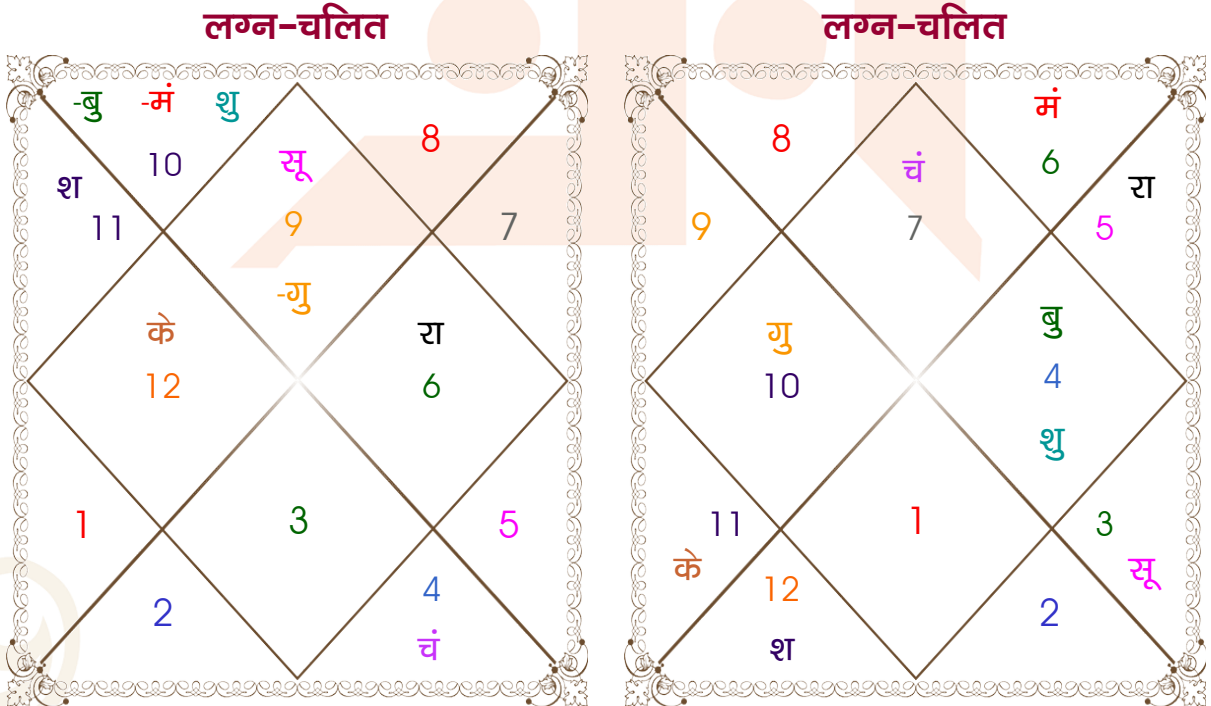 लग्न-चलित
-बु -मं शु
10
श
11
सू
9
-गु
8
7
के
12
रा
6
1
2
3
5
4
चं
लग्न-चलित
8
9
चं
7
मं
6
रा
5
गु
10
बु
4
शु
11
के
12
श
1
3
सू
2